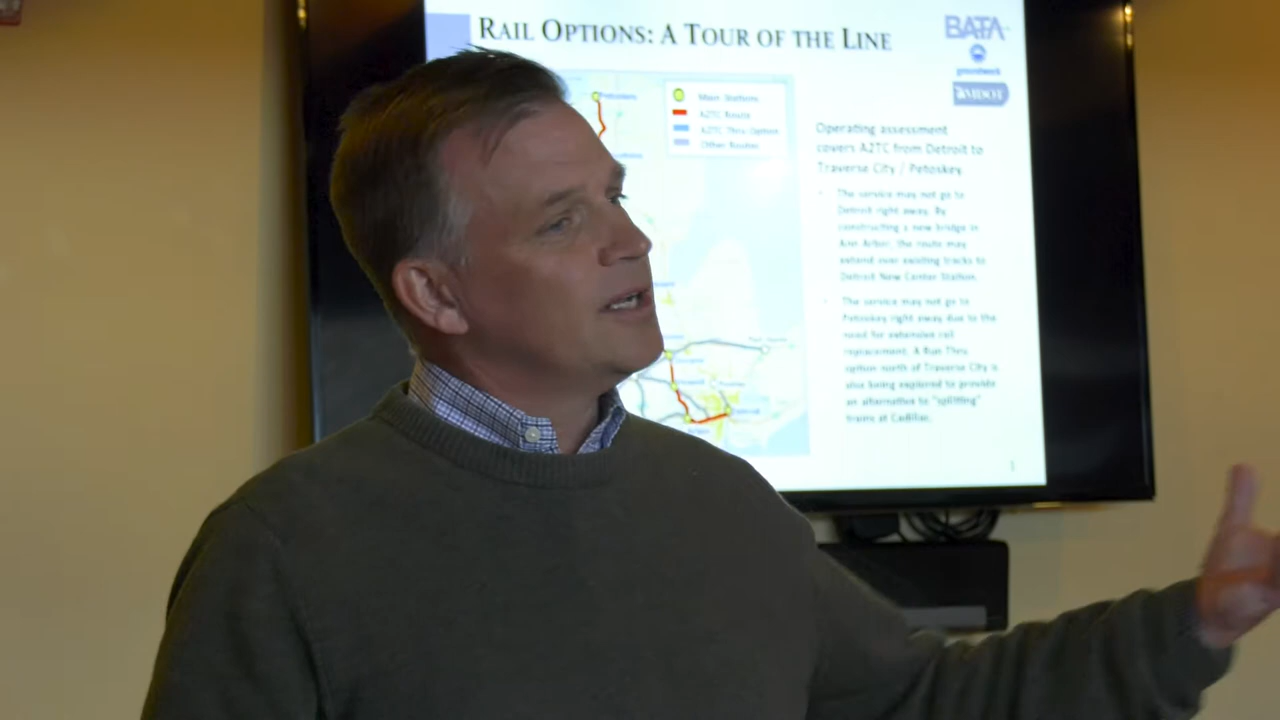 RAIL OPTIONS: A TOUR OF THE LINE
BATA
groundwork
MDOT
Petoskey
Main Stations
A2TC Route
A2TC Thru Option
Other Routes
Operating assessment
covers A2TC from Detroit to
Traverse City / Petoskey.
The service may not go to
Detroit right away. By
constructing a new bridge in
Ann Arbor, the route may
extend over existing tracks to
Detroit New Center Station.
The service may not go to
Petoskey right away due to the
need for extensive rail
replacement. A Run Thru
option north of Traverse City is
also being explored to provide
an alternative to "splitting"
trains at Cadillac.